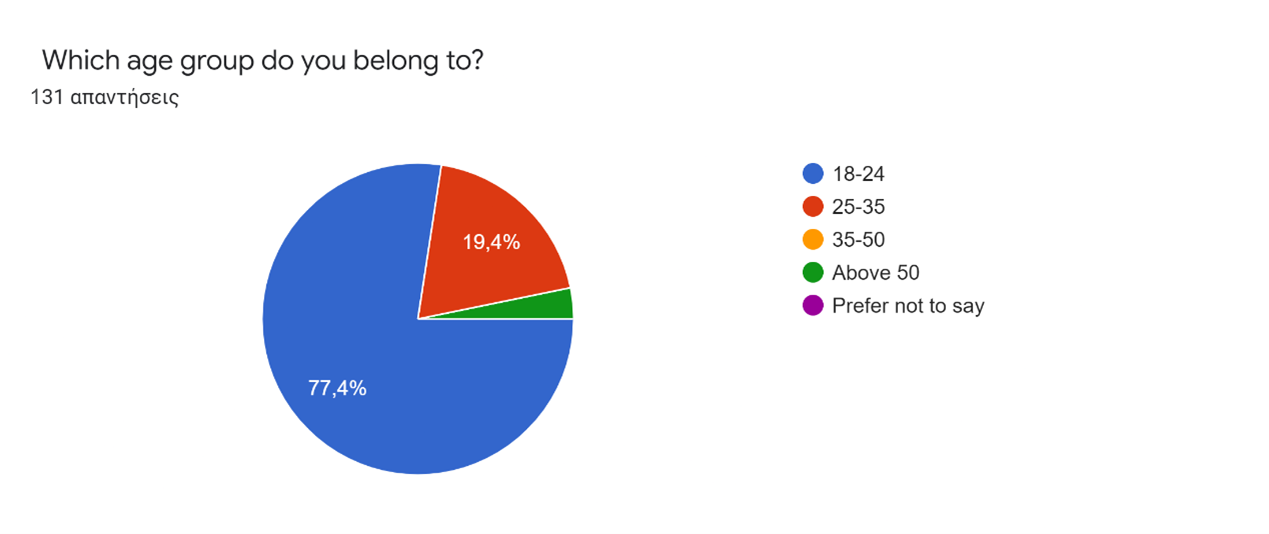 Which age group do you belong to?
131 απαντήσεις
18-24
25-35
35-50
Above 50
Prefer not to say
19,4%
77,4%